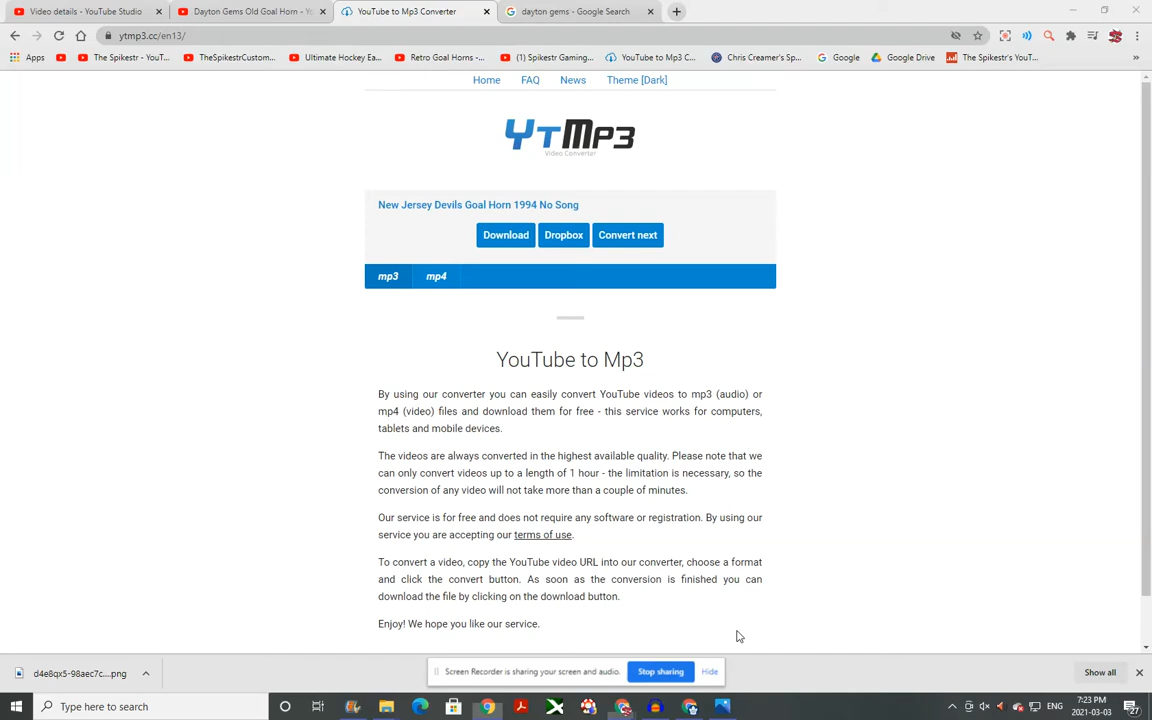 Video details - YouTube Studio
Dayton Gems Old Goal Horn - Yo
YouTube to Mp3 Converter
dayton gems - Google Search
ytmp3.cc/en13/
Apps
The Spikestr - YouT...
TheSpikestrCustom...
Ultimate Hockey Ea...
Retro Goal Horns -...
(1) Spikestr Gaming...
YouTube to Mp3 C...
Chris Creamer's Sp...
Google
Google Drive
The Spikestr's YouT...
Home FAQ News Theme [Dark]
YTMP3
Video Converter
New Jersey Devils Goal Horn 1994 No Song
Download Dropbox Convert next
mp3 mp4
YouTube to Mp3
By using our converter you can easily convert YouTube videos to mp3 (audio) or
mp4 (video) files and download them for free - this service works for computers,
tablets and mobile devices.
The videos are always converted in the highest available quality. Please note that we
can only convert videos up to a length of 1 hour - the limitation is necessary, so the
conversion of any video will not take more than a couple of minutes.
Our service is for free and does not require any software or registration. By using our
service you are accepting our terms of use.
To convert a video, copy the YouTube video URL into our converter, choose a format
and click the convert button. As soon as the conversion is finished you can
download the file by clicking on the download button.
Enjoy! We hope you like our service.
d4e8qx5-98aec7c....png
Screen Recorder is sharing your screen and audio.
Stop sharing
Hide
Show all
Type here to search
ENG
7:23 PM
2021-03-03
27